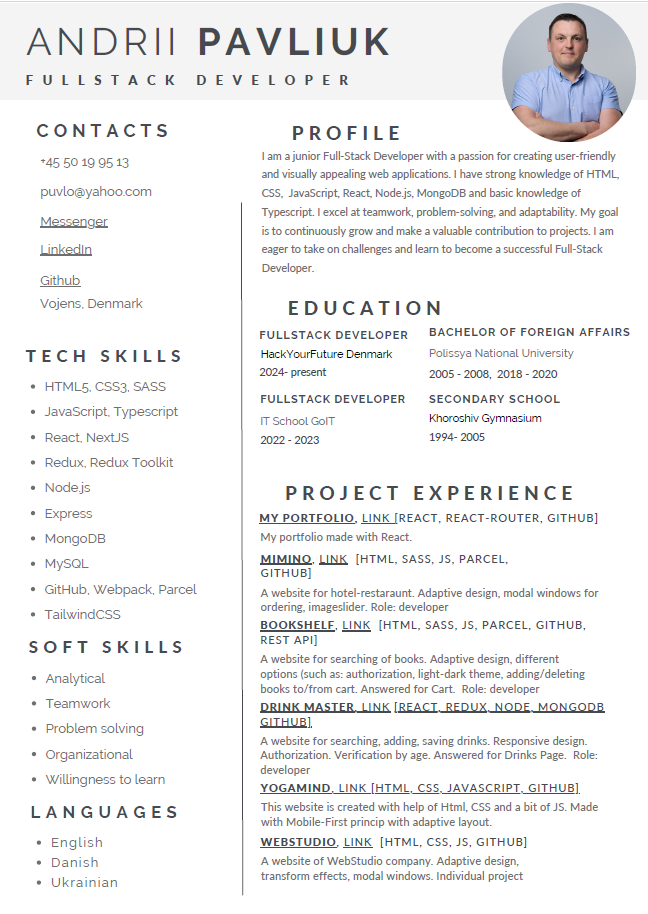 ANDRII PAVLIUK
FULLSTACK DEVELOPER
CONTACTS
+45 50 19 95 13
puvlo@yahoo.com
Messenger
LinkedIn
Github
Vojens, Denmark
TECH SKILLS
• HTML5, CSS3, SASS
• JavaScript, Typescript
• React, NextJS
• Redux, Redux Toolkit
• Node.js
• Express
• MongoDB
• MySQL
• GitHub, Webpack, Parcel
• TailwindCSS
SOFT SKILLS
• Analytical
• Teamwork
• Problem solving
• Organizational
• Willingness to learn
LANGUAGES
• English
• Danish
• Ukrainian
PROFILE
I am a junior Full-Stack Developer with a passion for creating user-friendly
and visually appealing web applications. I have strong knowledge of HTML,
CSS, JavaScript, React, Node.js, MongoDB and basic knowledge of
Typescript. I excel at teamwork, problem-solving, and adaptability. My goal
is to continuously grow and make a valuable contribution to projects. I am
eager to take on challenges and learn to become a successful Full-Stack
Developer.
EDUCATION
FULLSTACK DEVELOPER
HackYourFuture Denmark
2024- present
BACHELOR OF FOREIGN AFFAIRS
Polissya National University
2005 - 2008, 2018 - 2020
FULLSTACK DEVELOPER
IT School GoIT
2022 - 2023
SECONDARY SCHOOL
Khoroshiv Gymnasium
1994- 2005
PROJECT EXPERIENCE
MY PORTFOLIO, LINK [REACT, REACT-ROUTER, GITHUB]
My portfolio made with React.
MIMINO, LINK [HTML, SASS, JS, PARCEL,
GITHUB]
A website for hotel-restaraunt. Adaptive design, modal windows for
ordering, imageslider. Role: developer
BOOKSHELF, LINK [HTML, SASS, JS, PARCEL, GITHUB,
REST API]
A website for searching of books. Adaptive design, different
options (such as: authorization, light-dark theme, adding/deleting
books to/from cart. Answered for Cart. Role: developer
DRINK MASTER, LINK [REACT, REDUX, NODE, MONGODB
GITHUB]
A website for searching, adding, saving drinks. Responsive design.
Authorization. Verification by age. Answered for Drinks Page. Role:
developer
YOGAMIND, LINK [HTML, CSS, JAVASCRIPT, GITHUB]
This website is created with help of Html, CSS and a bit of JS. Made
with Mobile-First princip with adaptive layout.
WEBSTUDIO, LINK [HTML, CSS, JS, GITHUB]
A website of WebStudio company. Adaptive design,
transform effects, modal windows. Individual project